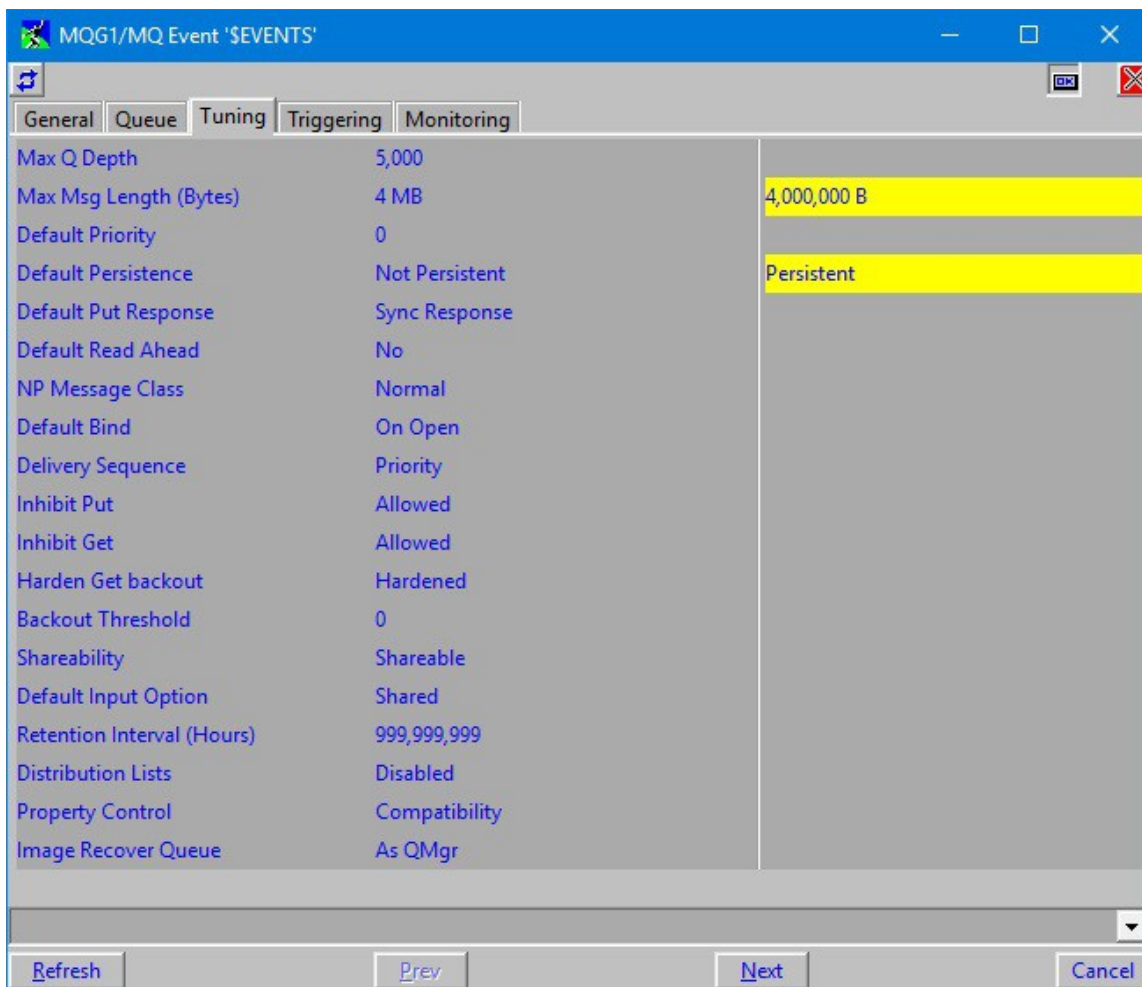 MQG1/MQ Event '$EVENTS'
OK
General Queue Tuning Triggering Monitoring
Max Q Depth 5,000
Max Msg Length (Bytes) 4 MB 4,000,000 B
Default Priority 0
Default Persistence Not Persistent Persistent
Default Put Response Sync Response
Default Read Ahead No
NP Message Class Normal
Default Bind On Open
Delivery Sequence Priority
Inhibit Put Allowed
Inhibit Get Allowed
Harden Get backout Hardened
Backout Threshold 0
Shareability Shareable
Default Input Option Shared
Retention Interval (Hours) 999,999,999
Distribution Lists Disabled
Property Control Compatibility
Image Recover Queue As QMgr
Refresh Prev Next Cancel